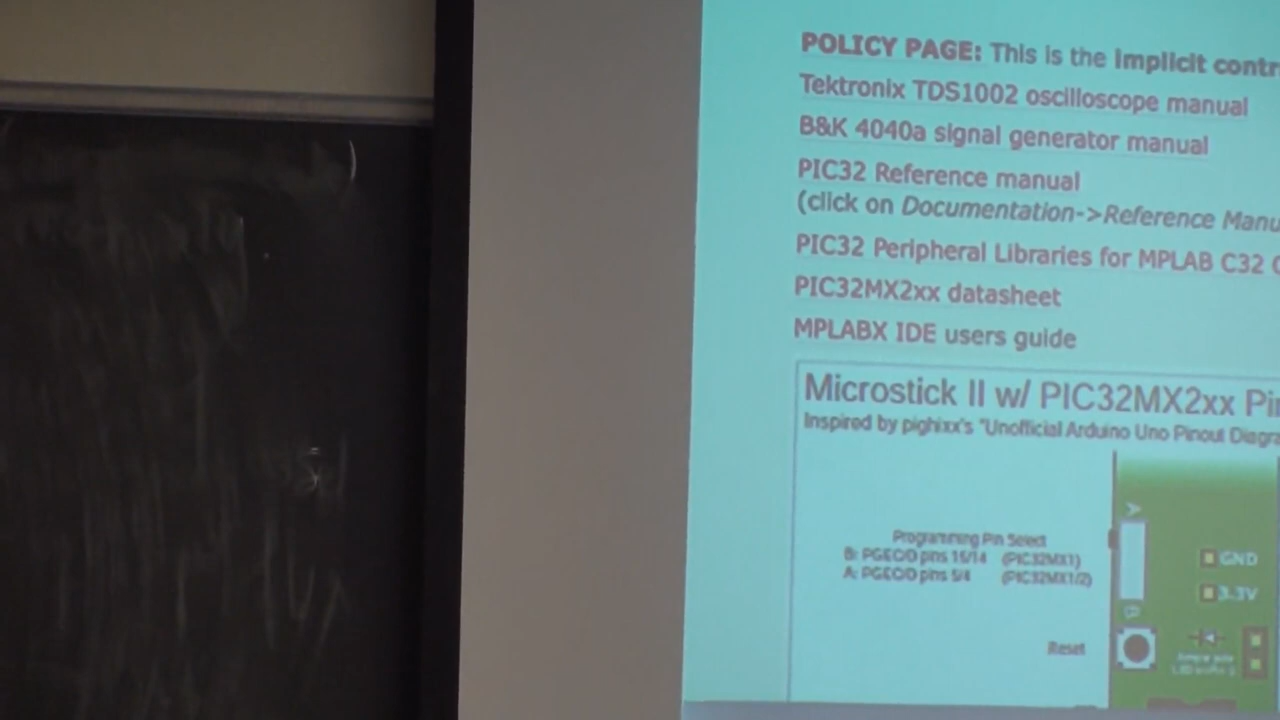 POLICY PAGE: This is the implicit contr
Tektronix TDS1002 oscilloscope manual
B&K 4040a signal generator manual
PIC32 Reference manual
(click on Documentation->Reference Manu
PIC32 Peripheral Libraries for MPLAB C32
PIC32MX2xx datasheet
MPLABX IDE users guide
Microstick II w/ PIC32MX2xx Pi
Inspired by pighixx's "Unofficial Arduino Uno Pinout Diagra
Programming Pin Select
B: PGEC/D pins 15/14 (PIC32MX1)
A: PGEC/D pins 5/4 (PIC32MX1/2)
A
GND
3.3V
B
Reset